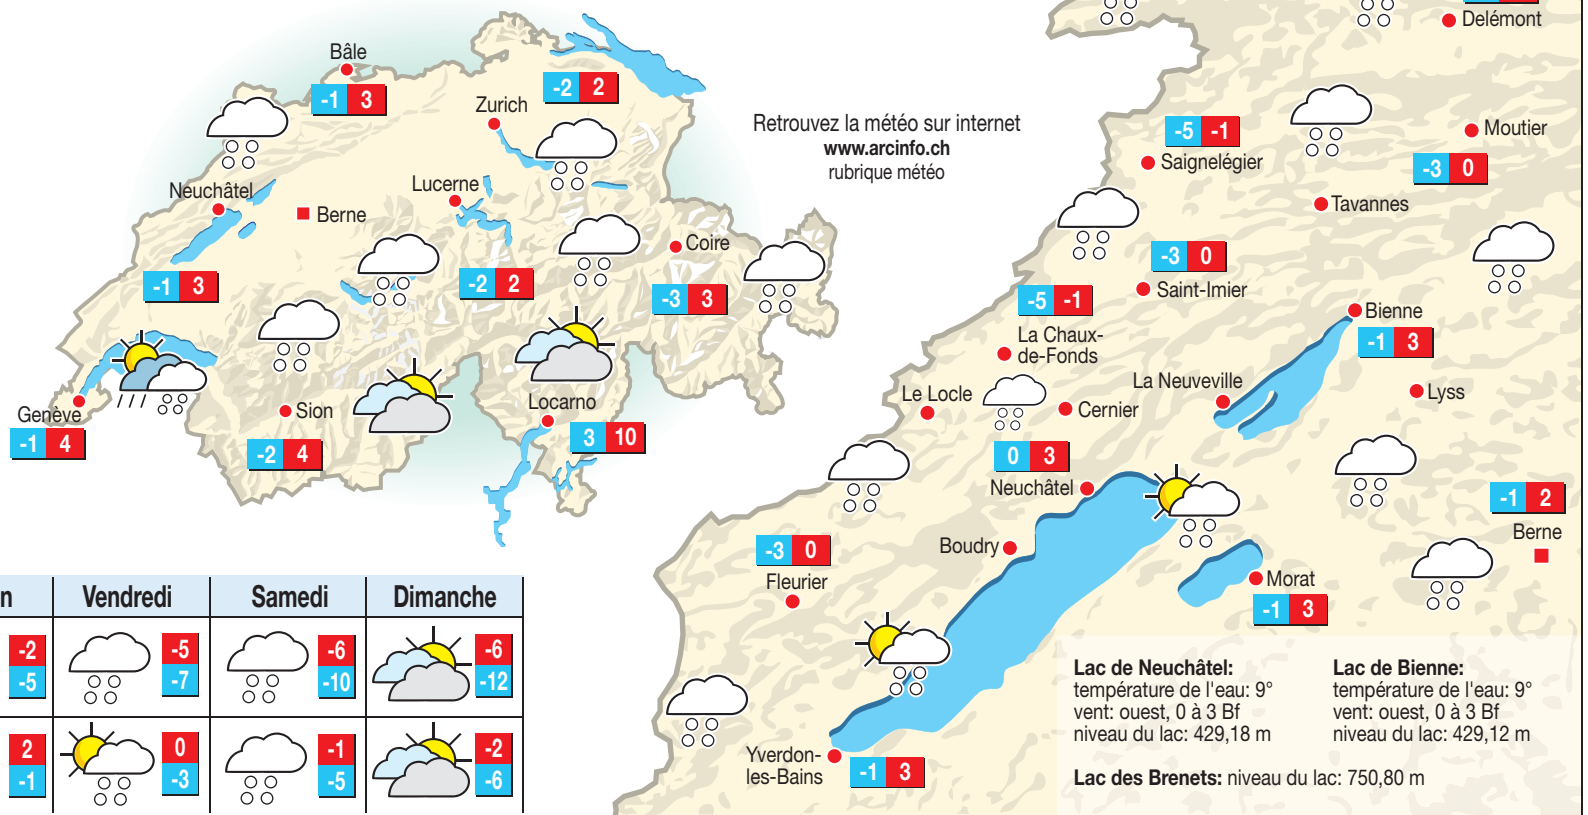 Bâle
-1 3
Zurich
-2 2
Neuchâtel
Berne
Lucerne
Coire
-1 3
-2 2
-3 3
Genève
-1 4
Sion
-2 4
Locarno
3 10
Retrouvez la météo sur internet
www.arcinfo.ch
rubrique météo
n
Vendredi
Samedi
Dimanche
-2
-5
-5
-7
-6
-10
-6
-12
2
-1
0
-3
-1
-5
-2
-6
Delémont
-5 -1
Saignelégier
Moutier
-3 0
Tavannes
-3 0
Saint-Imier
-5 -1
La Chaux-
de-Fonds
Bienne
-1 3
La Neuveville
Lyss
Le Locle
Cernier
0 3
Neuchâtel
-1 2
Berne
Boudry
-3 0
Fleurier
Morat
-1 3
Yverdon-
les-Bains
-1 3
Lac de Neuchâtel:
température de l'eau: 9°
vent: ouest, 0 à 3 Bf
niveau du lac: 429,18 m
Lac de Bienne:
température de l'eau: 9°
vent: ouest, 0 à 3 Bf
niveau du lac: 429,12 m
Lac des Brenets: niveau du lac: 750,80 m